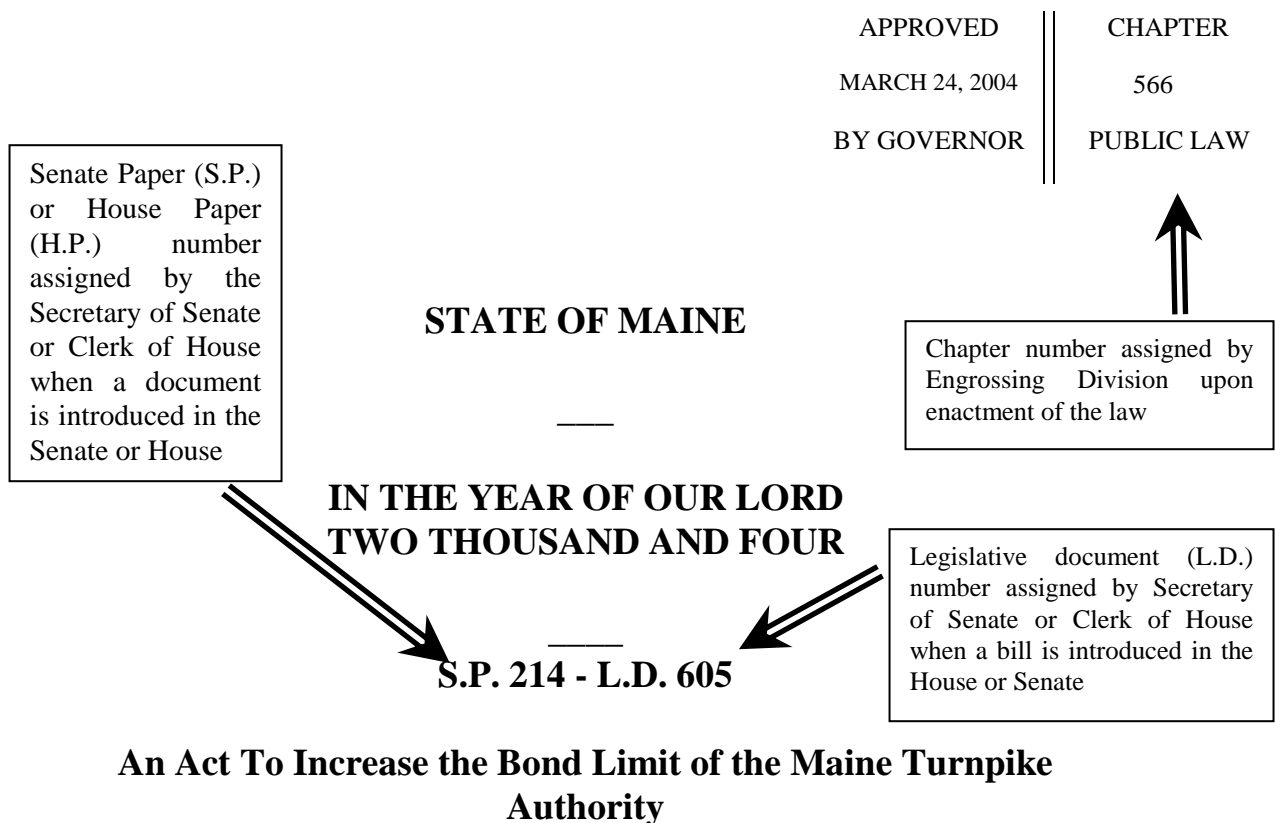 APPROVED
MARCH 24, 2004
BY GOVERNOR
CHAPTER
566
PUBLIC LAW
Senate Paper (S.P.)
or House Paper
(H.P.) number
assigned by the
Secretary of Senate
or Clerk of House
when a document
is introduced in the
Senate or House
STATE OF MAINE
Chapter number assigned by
Engrossing Division upon
enactment of the law
IN THE YEAR OF OUR LORD
TWO THOUSAND AND FOUR
Legislative document (L.D.)
number assigned by Secretary
of Senate or Clerk of House
when a bill is introduced in the
House or Senate
S.P. 214 - L.D. 605
An Act To Increase the Bond Limit of the Maine Turnpike
Authority